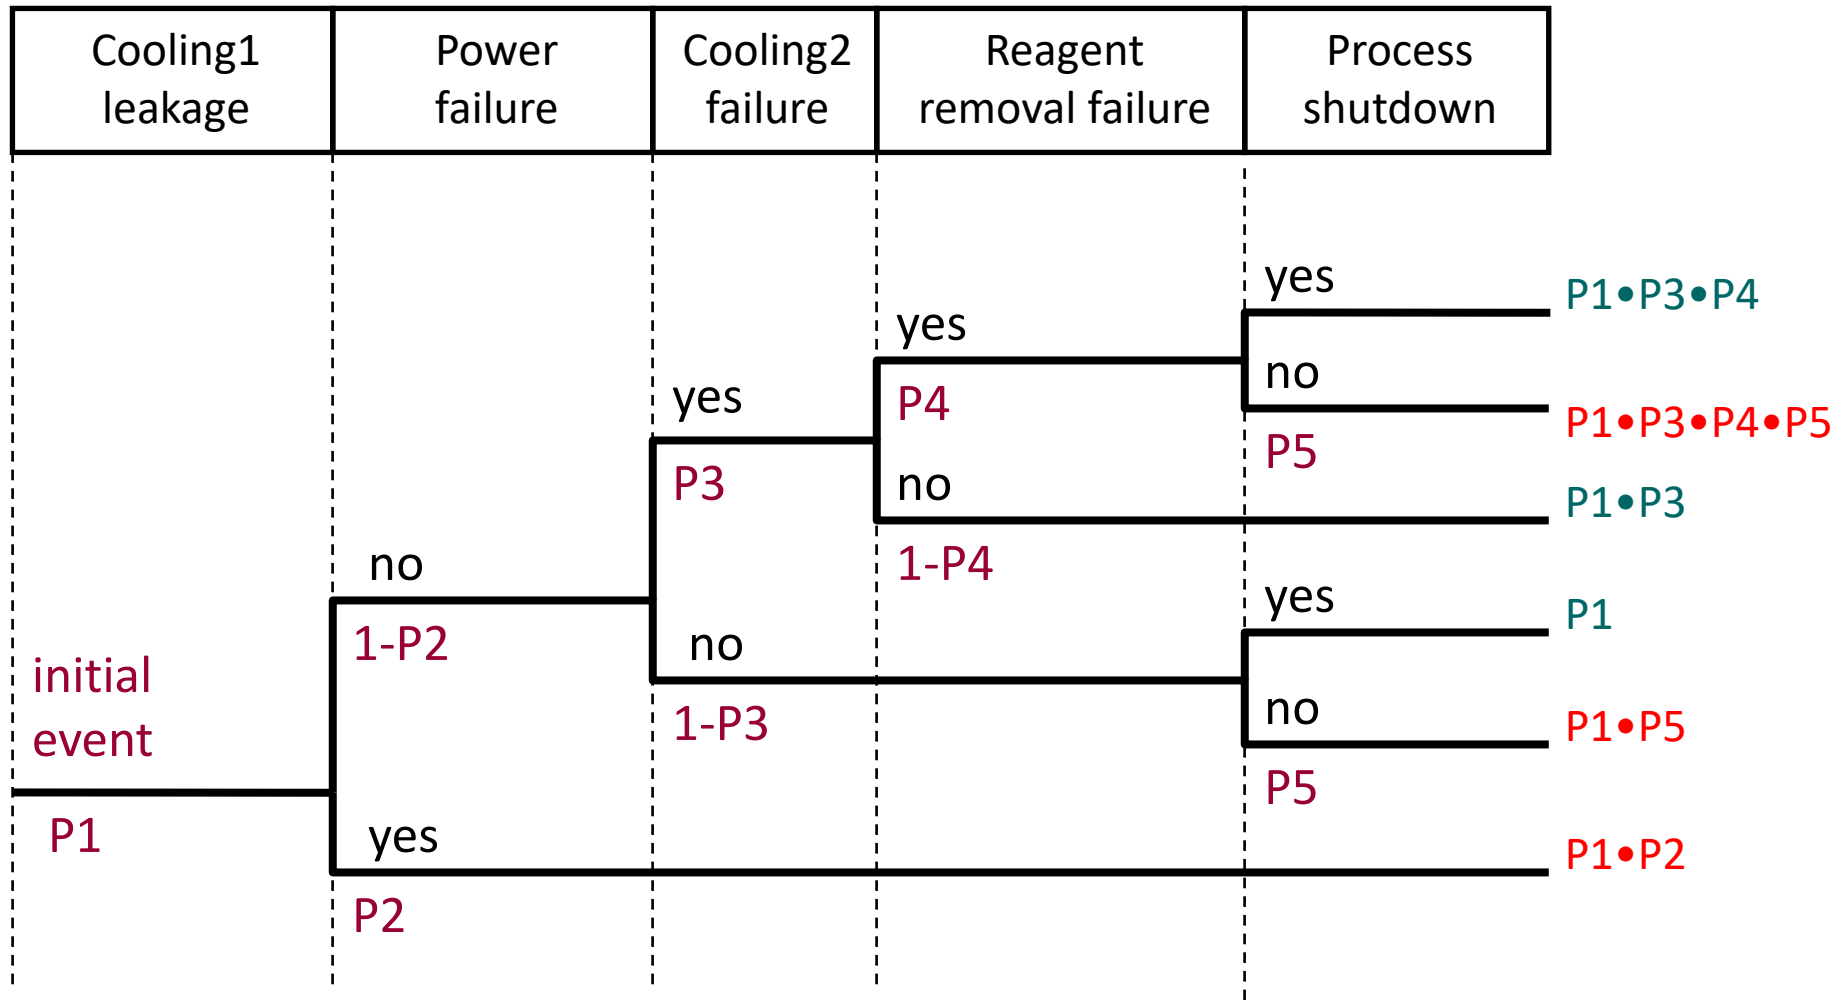 Cooling1
leakage
Power
failure
Cooling2
failure
Reagent
removal failure
Process
shutdown
yes
P1•P3•P4
yes
no
P4
P1•P3•P4•P5
yes
P5
P3
no
P1•P3
no
1-P4
yes
P1
1-P2
no
initial
event
1-P3
no
P1•P5
P5
P1
yes
P1•P2
P2